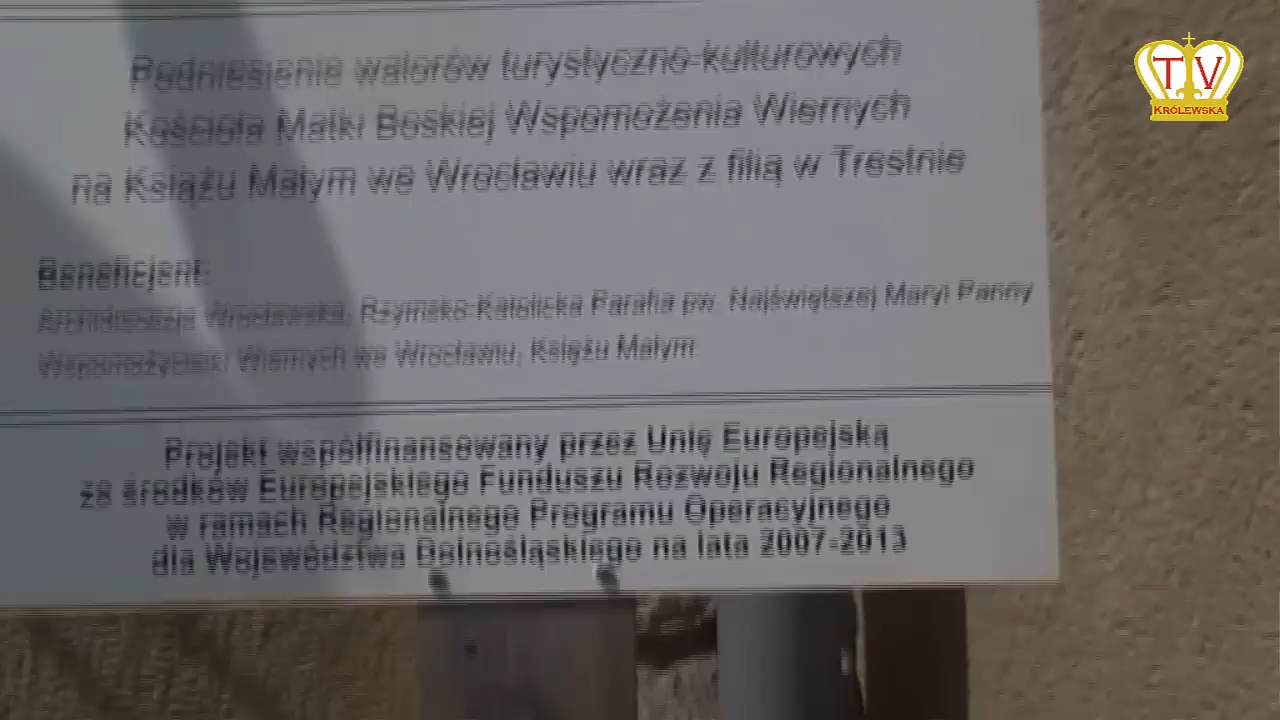 Podniesienie walorów turystyczno-kulturowych
Kościoła Matki Boskiej Wspomożenia Wiernych
na Książu Małym we Wrocławiu wraz z filią w Trestnie
Beneficjent:
Archidiecezja Wrocławska, Rzymsko-Katolicka Parafia pw. Najświętszej Maryi Panny
Wspomożycielki Wiernych we Wrocławiu, Książu Małym
Projekt współfinansowany przez Unię Europejską
ze środków Europejskiego Funduszu Rozwoju Regionalnego
w ramach Regionalnego Programu Operacyjnego
dla Województwa Dolnośląskiego na lata 2007-2013
TV
KRÓLEWSKA